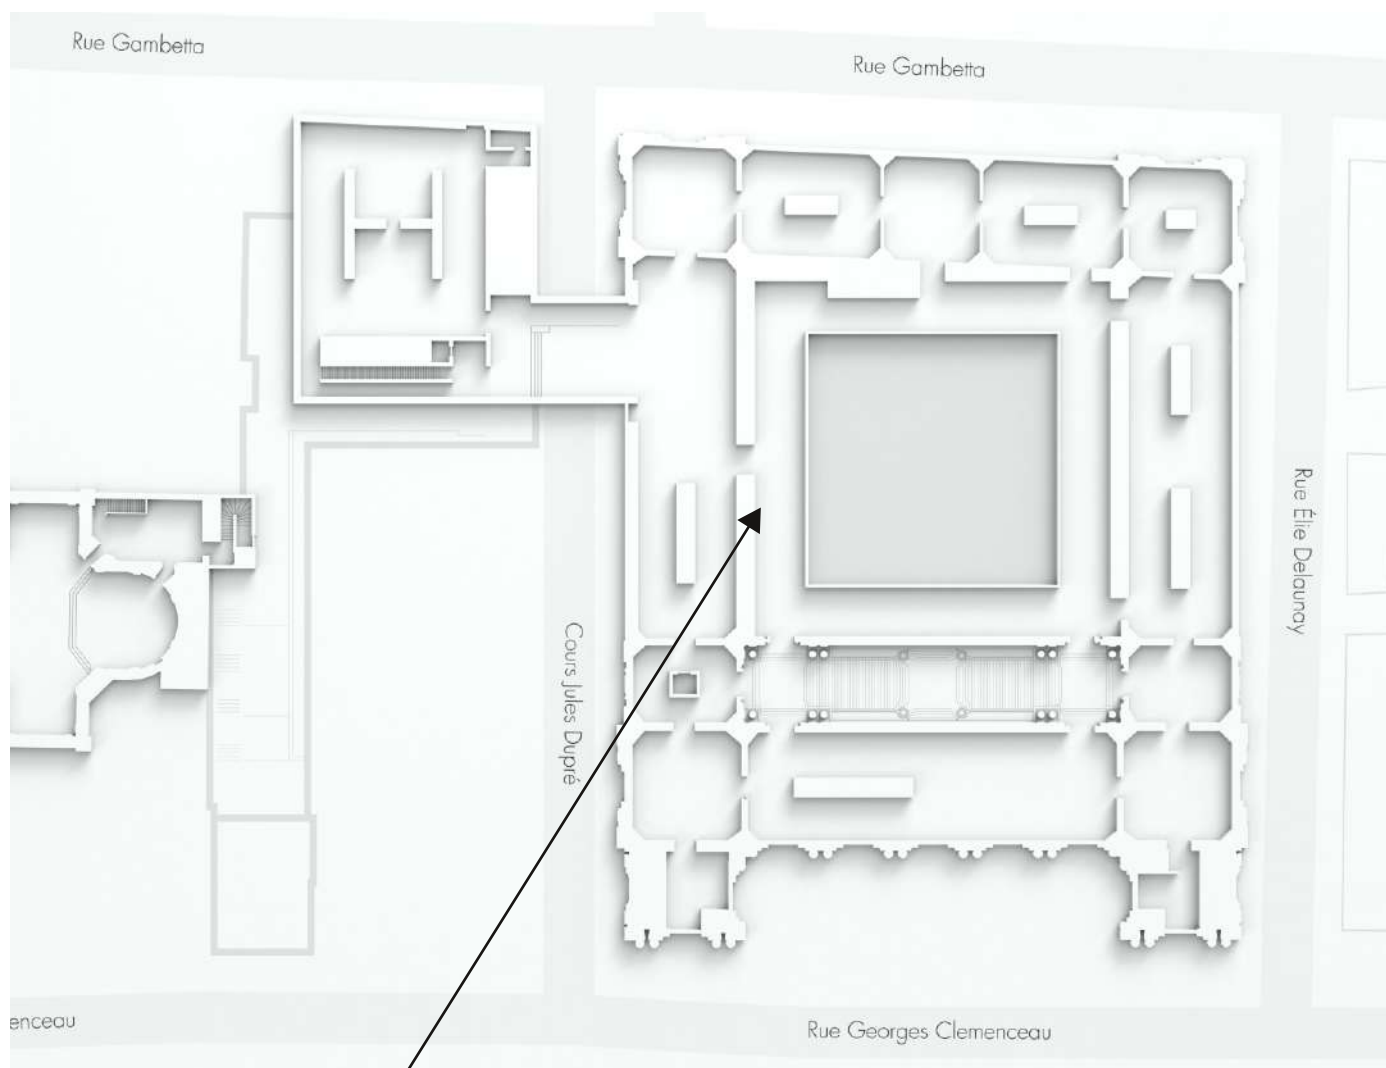 Rue Gambetta
Rue Gambetta
Rue Élie Delaunay
Cours Jules Dupré
enceau
Rue Georges Clemenceau